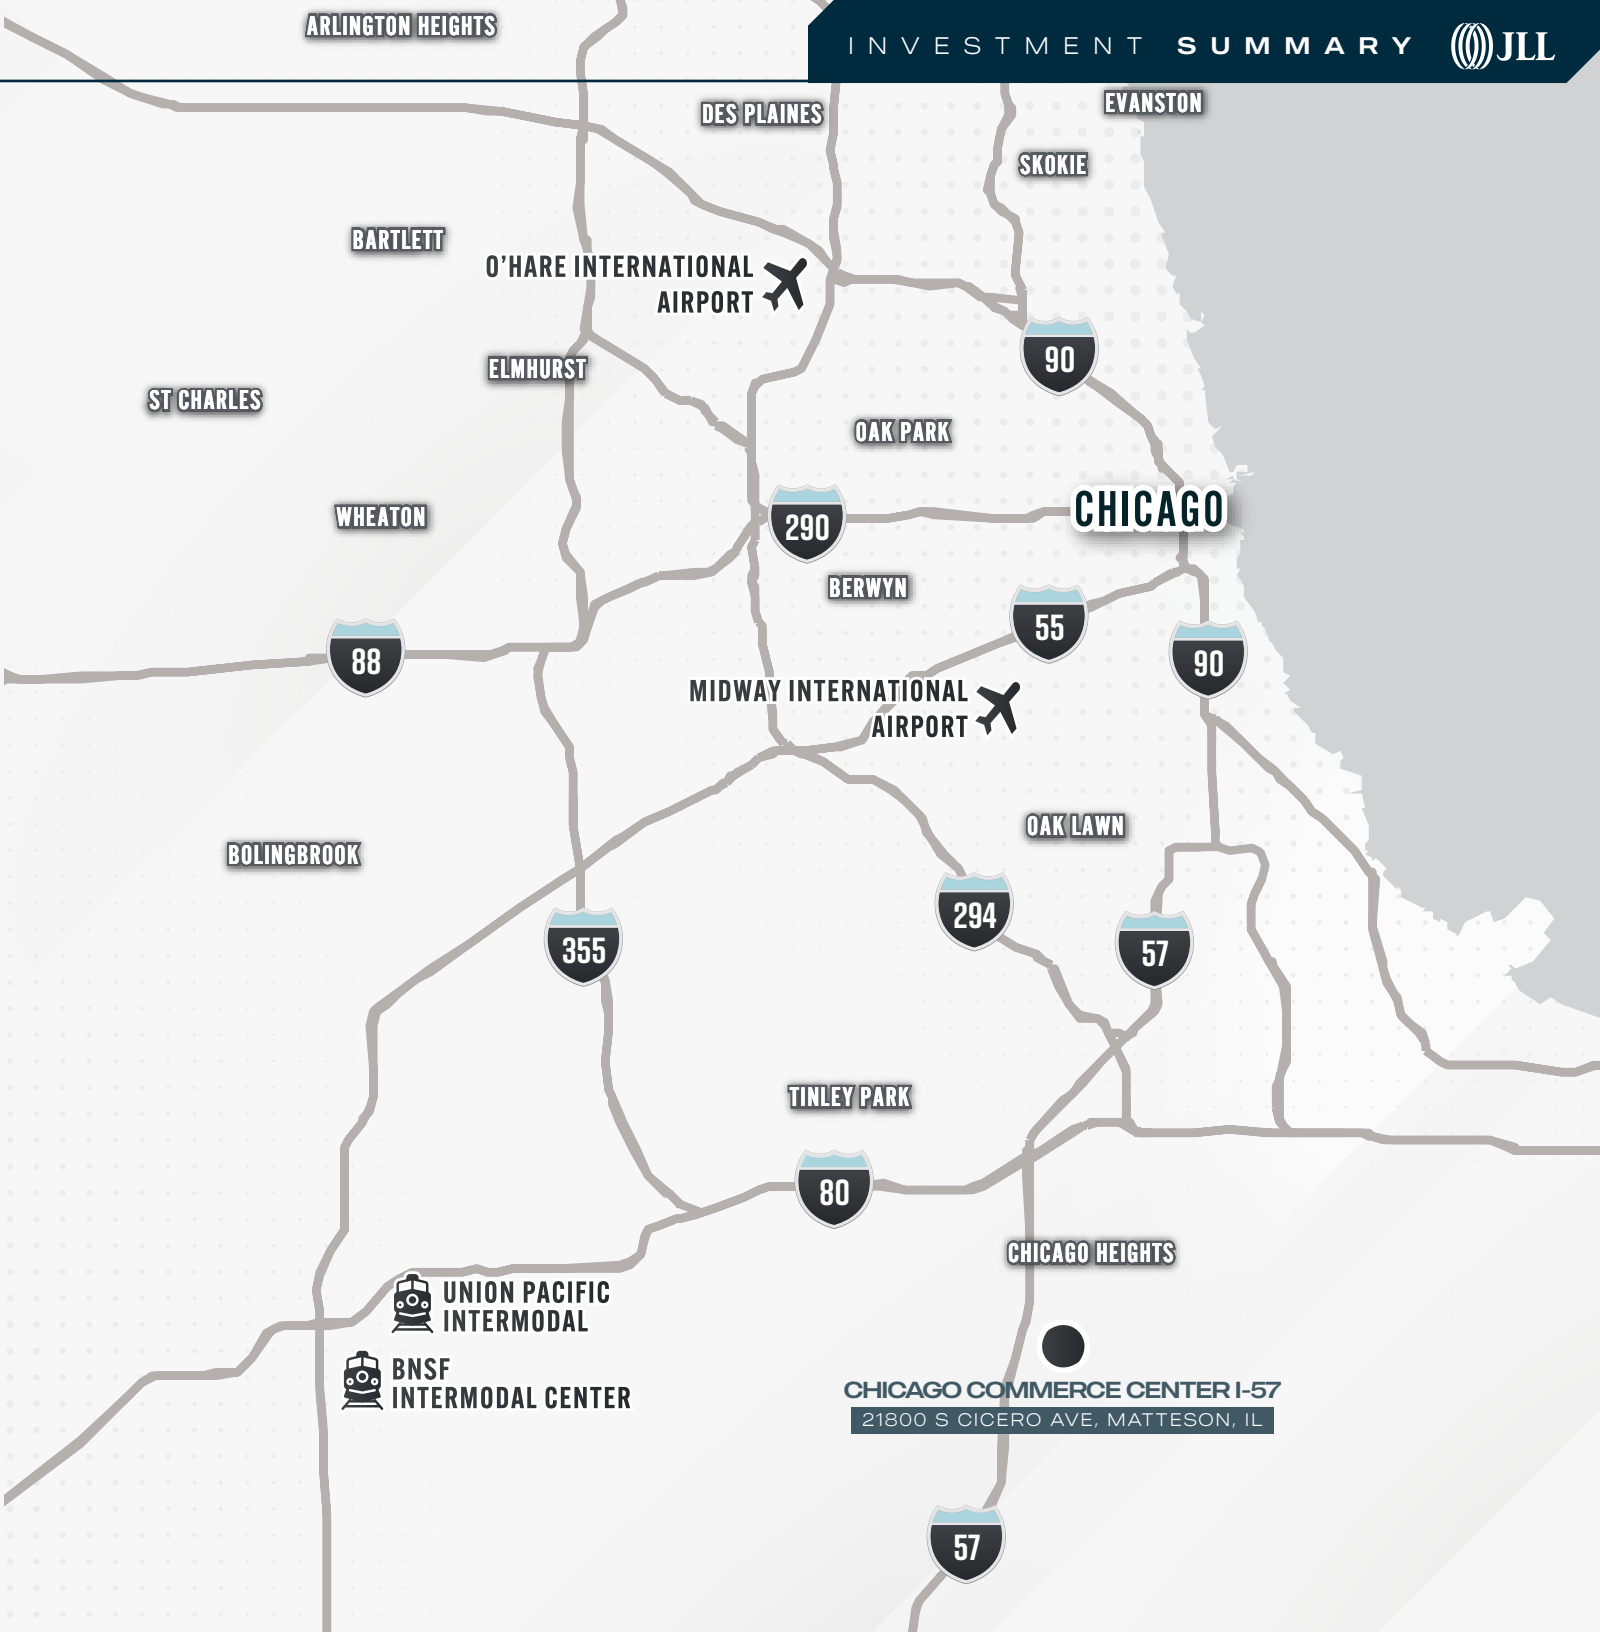 ARLINGTON HEIGHTS
INVESTMENT SUMMARY JLL
DES PLAINES
EVANSTON
SKOKIE
BARTLETT
O'HARE INTERNATIONAL
AIRPORT
90
ELMHURST
ST CHARLES
OAK PARK
WHEATON
290
CHICAGO
BERWYN
55
88
90
MIDWAY INTERNATIONAL
AIRPORT
OAK LAWN
BOLINGBROOK
294
355
57
TINLEY PARK
80
CHICAGO HEIGHTS
UNION PACIFIC
INTERMODAL
BNSF
INTERMODAL CENTER
CHICAGO COMMERCE CENTER I-57
21800 S CICERO AVE, MATTESON, IL
57